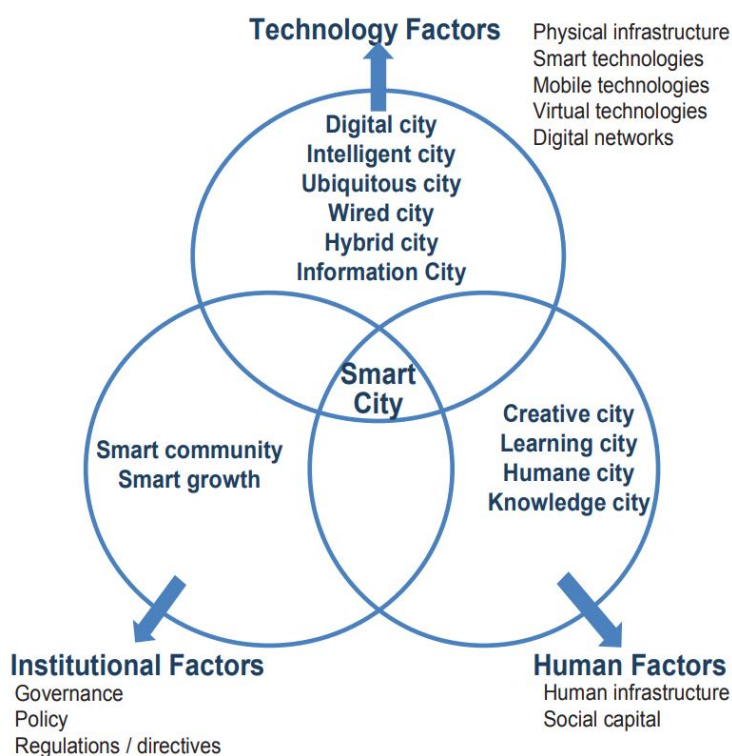 Technology Factors
Physical infrastructure
Smart technologies
Mobile technologies
Virtual technologies
Digital networks
Digital city
Intelligent city
Ubiquitous city
Wired city
Hybrid city
Information City
Smart
City
Smart community
Smart growth
Creative city
Learning city
Humane city
Knowledge city
Institutional Factors
Governance
Policy
Regulations / directives
Human Factors
Human infrastructure
Social capital